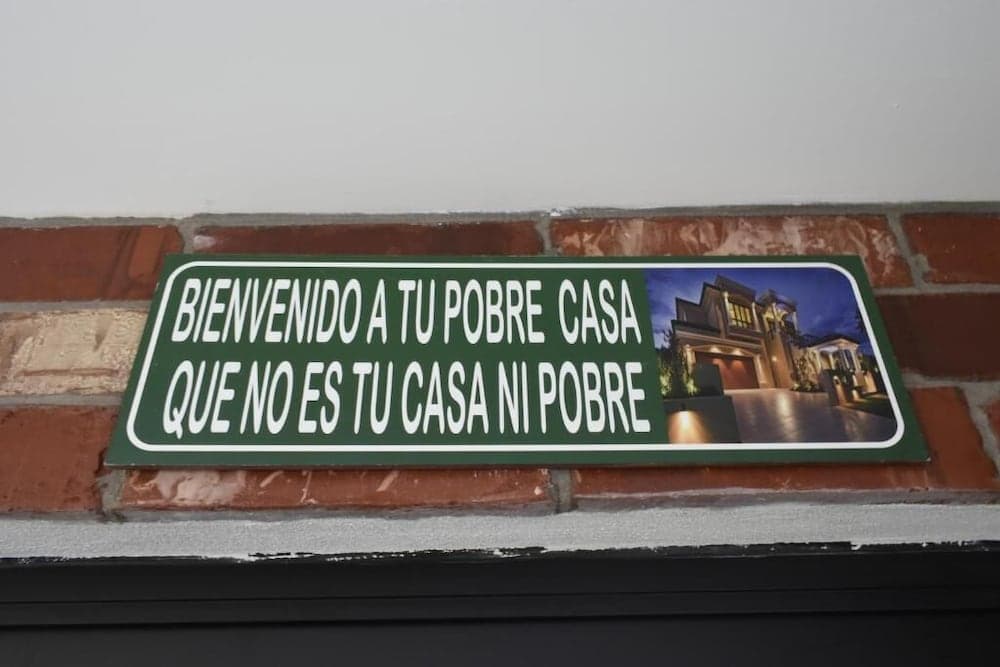 BIENVENIDO A TU POBRE CASA
QUE NO ES TU CASA NI POBRE